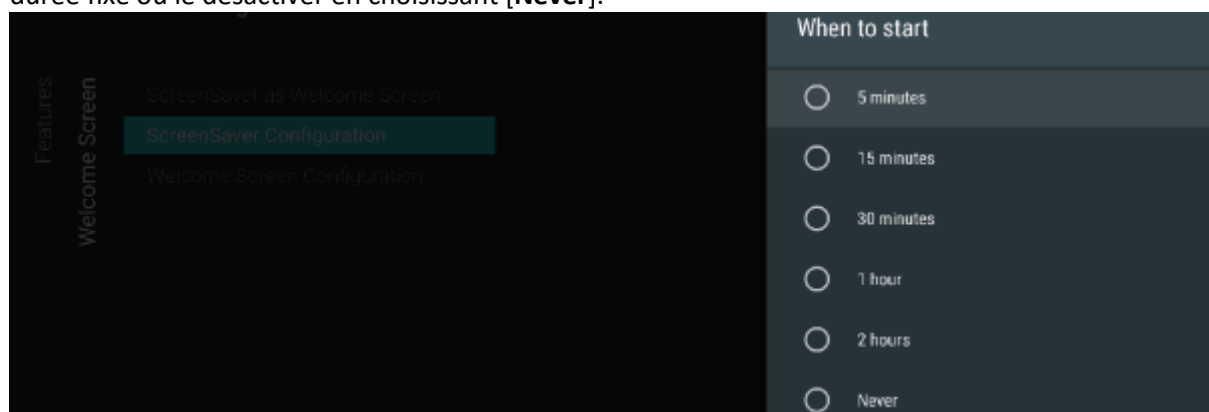 durée fixe ou le désactiver en choisissant [Never].
When to start
Features
Welcome Screen
ScreenSaver as Welcome Screen
ScreenSaver Configuration
Welcome Screen Configuration
5 minutes
15 minutes
30 minutes
1 hour
2 hours
Never